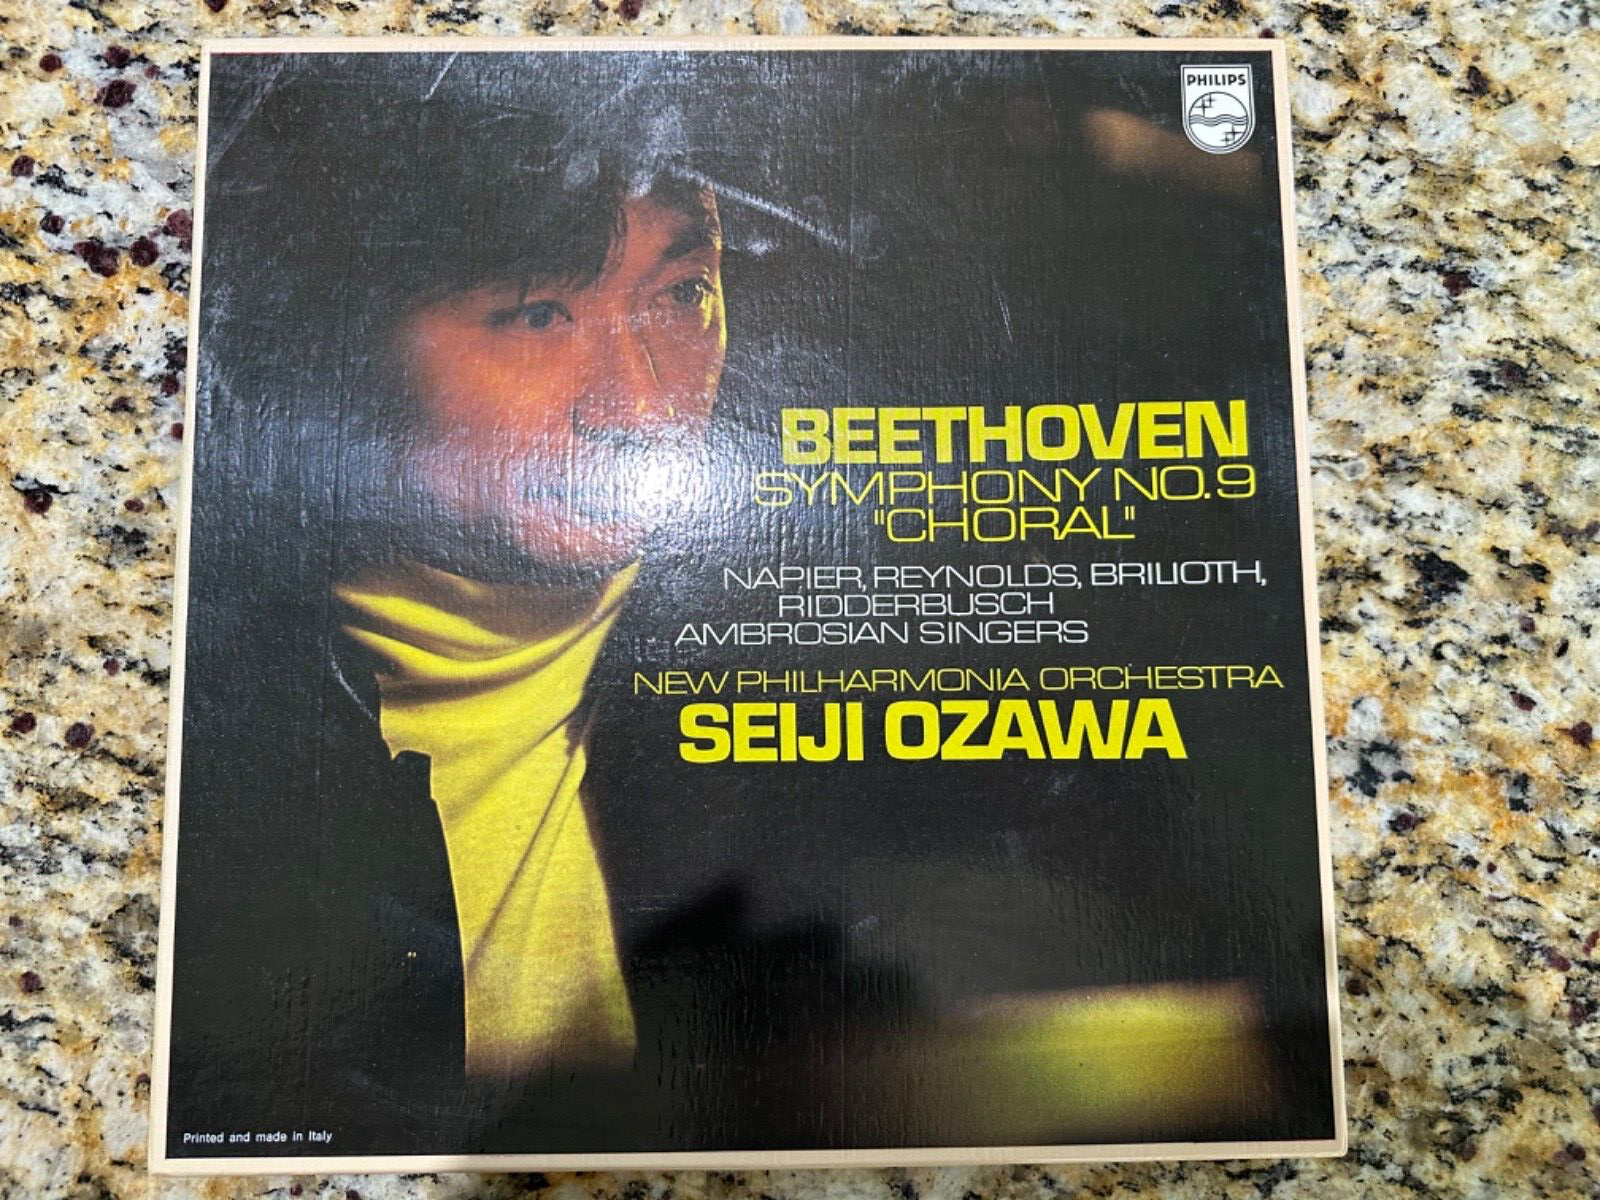 PHILIPS
BEETHOVEN
SYMPHONY NO.9
"CHORAL"
NAPIER, REYNOLDS, BRILIOTH,
RIDDERBUSCH
AMBROSIAN SINGERS
NEW PHILHARMONIA ORCHESTRA
SEIJI OZAWA
Printed and made in Italy